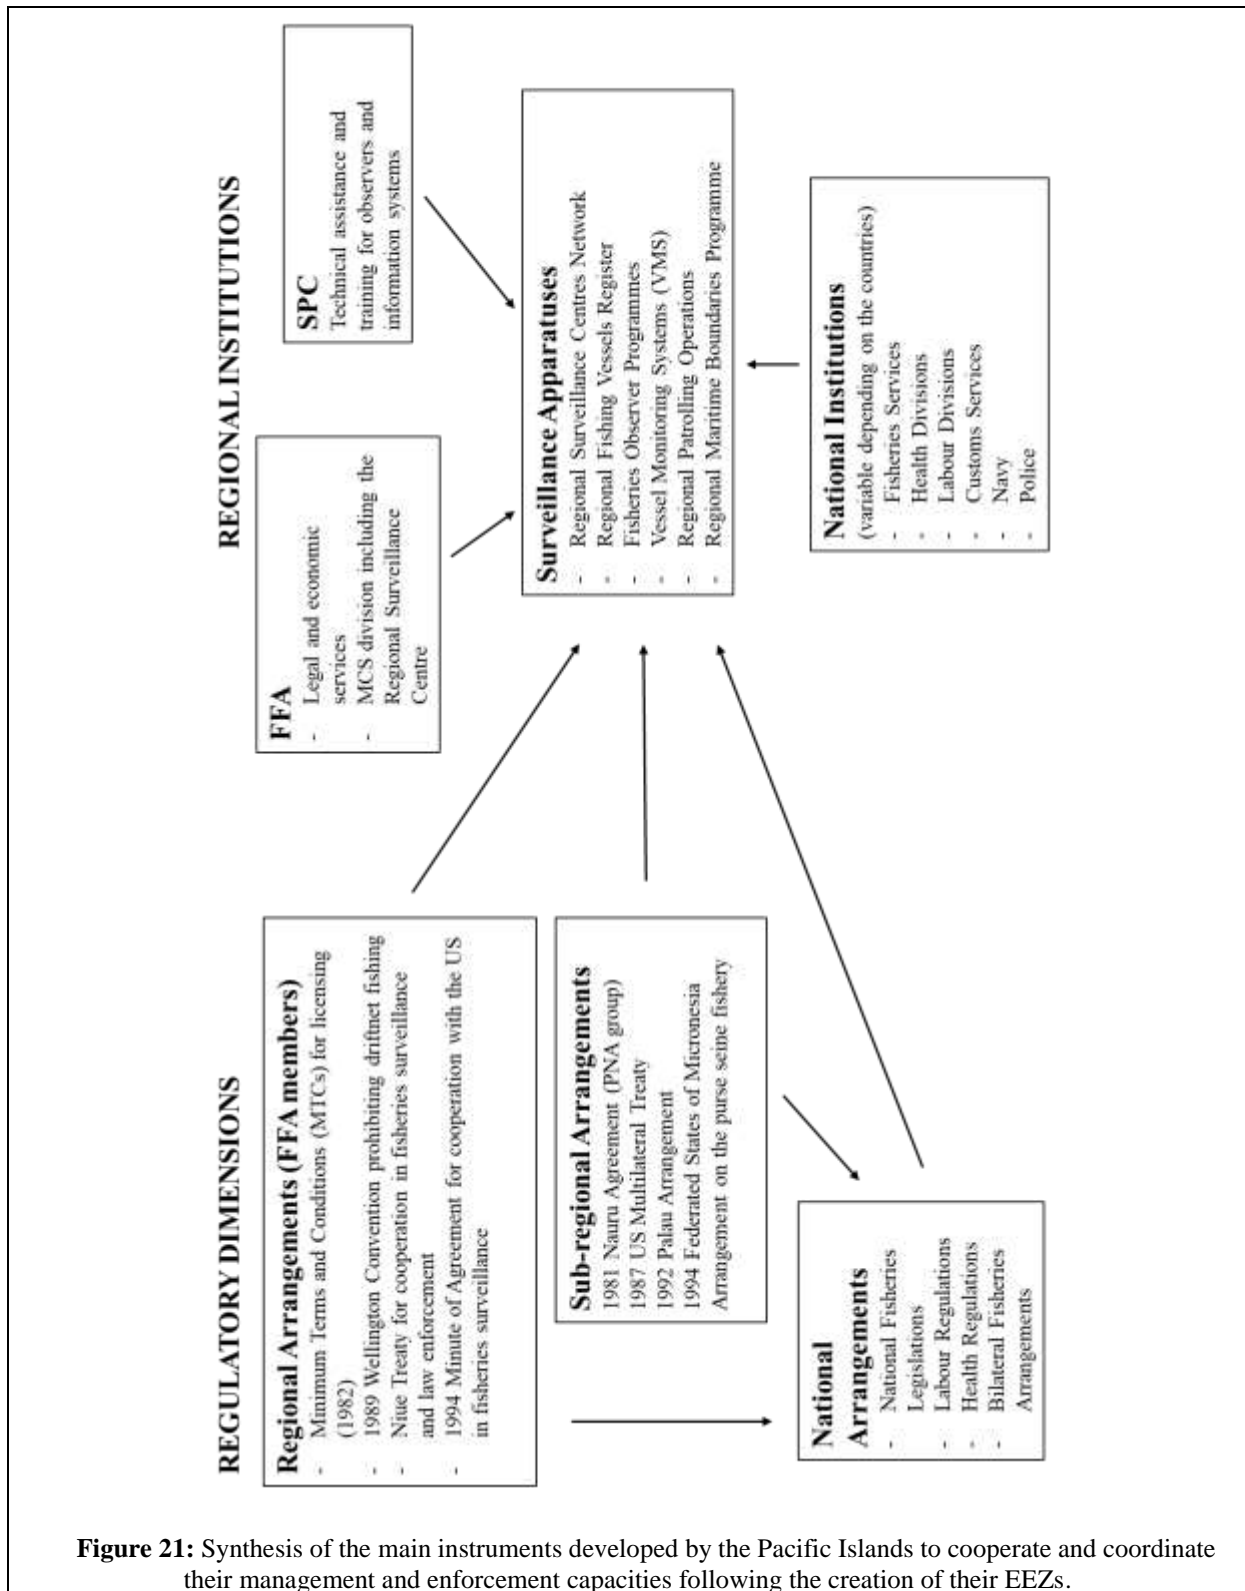 REGULATORY DIMENSIONS
Regional Arrangements (FFA members)
- Minimum Terms and Conditions (MTCs) for licensing
(1982)
- 1989 Wellington Convention prohibiting driftnet fishing
- Niue Treaty for cooperation in fisheries surveillance
and law enforcement
- 1994 Minute of Agreement for cooperation with the US
in fisheries surveillance
Sub-regional Arrangements
1981 Nauru Agreement (PNA group)
1987 US Multilateral Treaty
1992 Palau Arrangement
1994 Federated States of Micronesia
Arrangement on the purse seine fishery
National
Arrangements
- National Fisheries
Legislations
- Labour Regulations
- Health Regulations
- Bilateral Fisheries
Arrangements
REGIONAL INSTITUTIONS
FFA
- Legal and economic
services
- MCS division including the
Regional Surveillance
Centre
SPC
Technical assistance and
training for observers and
information systems
Surveillance Apparatuses
- Regional Surveillance Centres Network
- Regional Fishing Vessels Register
- Fisheries Observer Programmes
- Vessel Monitoring Systems (VMS)
- Regional Patrolling Operations
- Regional Maritime Boundaries Programme
National Institutions
(variable depending on the countries)
- Fisheries Services
- Health Divisions
- Labour Divisions
- Customs Services
- Navy
- Police
Figure 21: Synthesis of the main instruments developed by the Pacific Islands to cooperate and coordinate
their management and enforcement capacities following the creation of their EEZs.